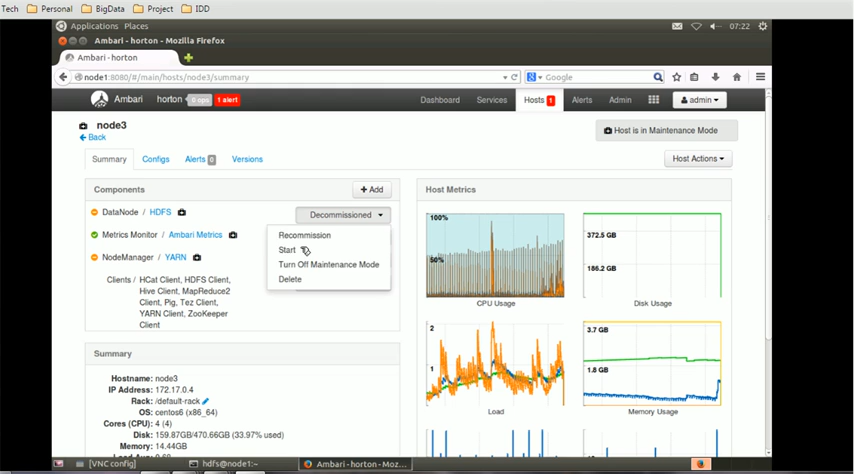 Tech Personal BigData Project IDD
Applications Places 07:22
Ambari - horton - Mozilla Firefox
Ambari - horton
node1:8080/#/main/hosts/node3/summary Google
Ambari horton 0 ops 1 alert Dashboard Services Hosts 1 Alerts Admin admin
node3
Back
Host is in Maintenance Mode
Summary Configs Alerts 0 Versions Host Actions
Components Add
DataNode / HDFS Decommissioned
Metrics Monitor / Ambari Metrics
NodeManager / YARN
Recommission
Start
Turn Off Maintenance Mode
Delete
Clients / HCat Client, HDFS Client,
Hive Client, MapReduce2
Client, Pig, Tez Client,
YARN Client, ZooKeeper
Client
Summary
Hostname: node3
IP Address: 172.17.0.4
Rack: /default-rack
OS: centos6 (x86_64)
Cores (CPU): 4 (4)
Disk: 159.87GB/470.66GB (33.97% used)
Memory: 14.44GB
Host Metrics
100%
50%
CPU Usage
372.5 GB
186.2 GB
Disk Usage
2
1
Load
3.7 GB
1.8 GB
Memory Usage
[VNC config] hdfs@node1:~ Ambari - horton - Moz...